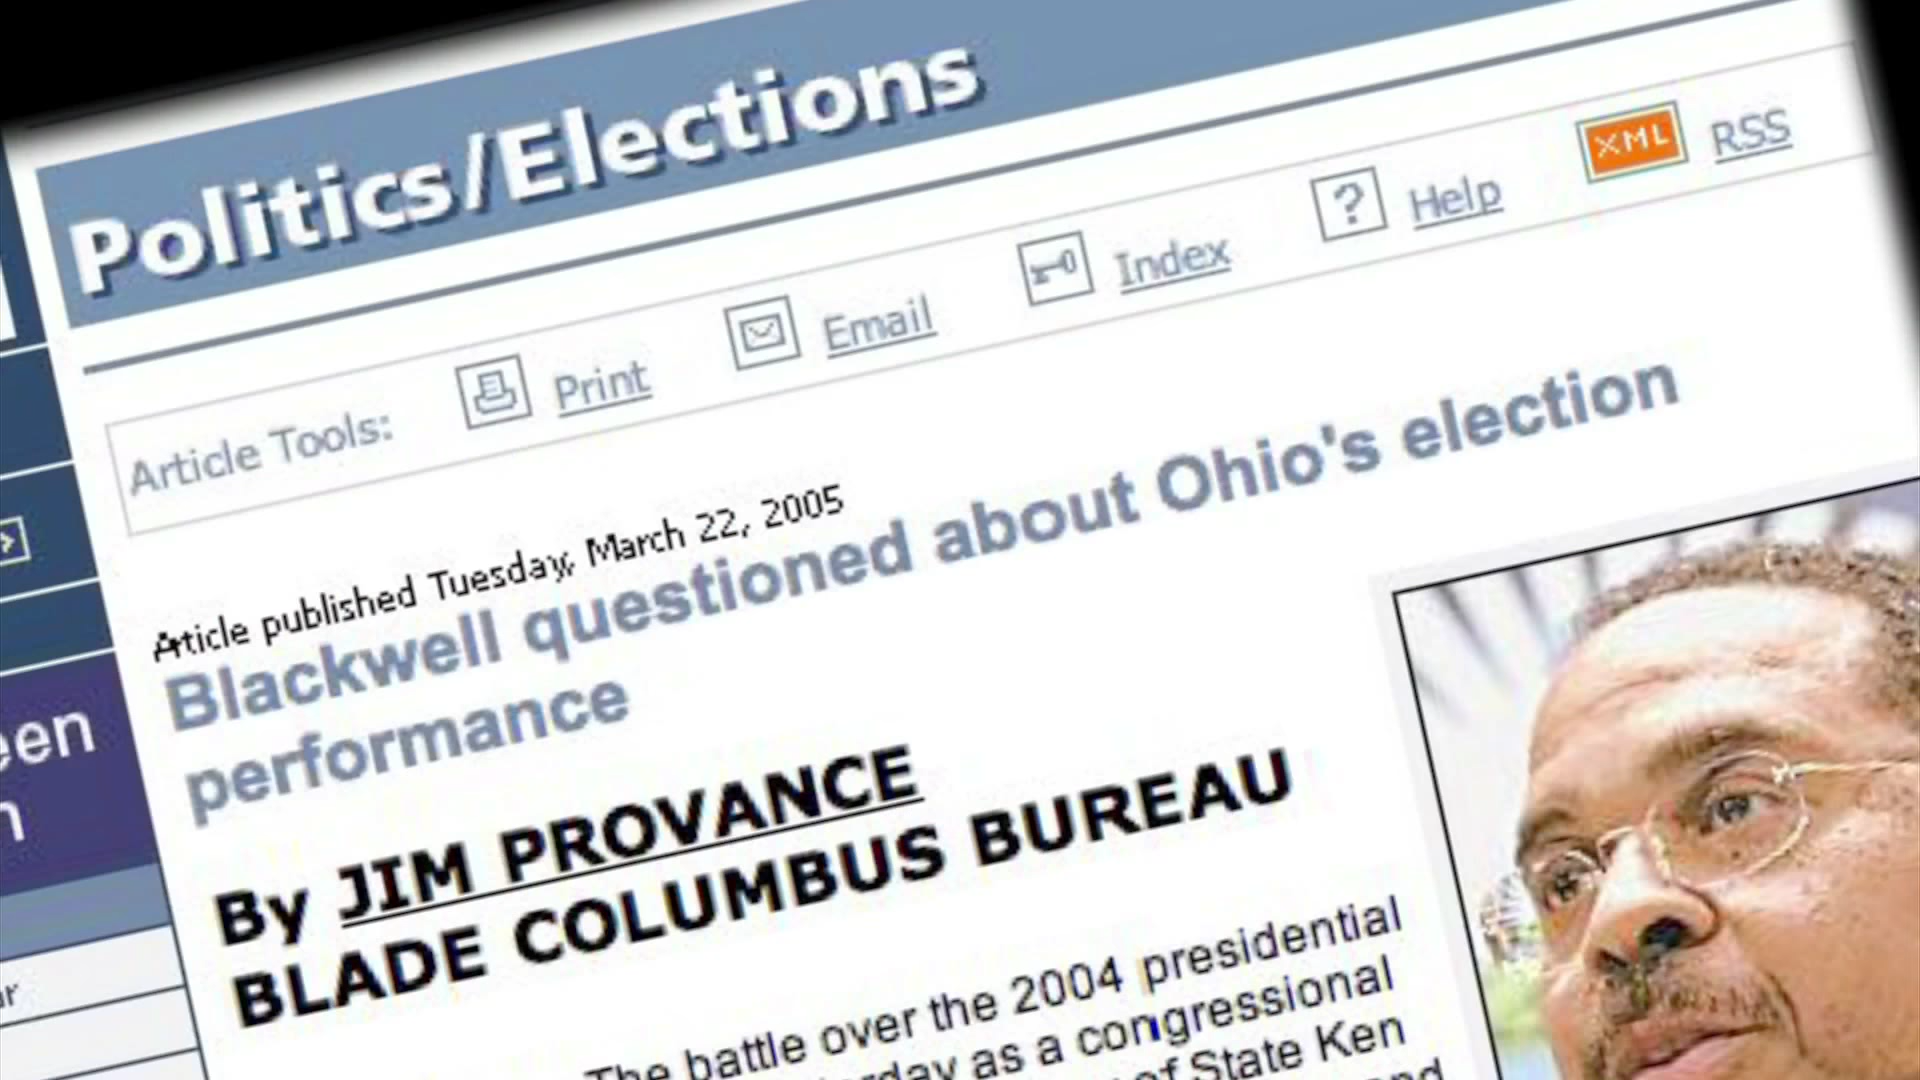 Politics/Elections
Article Tools: Print Email Index ? Help XML RSS
Article published Tuesday, March 22, 2005
Blackwell questioned about Ohio's election
performance
By JIM PROVANCE
BLADE COLUMBUS BUREAU
The battle over the 2004 presidential
as a congressional
of State Ken
and